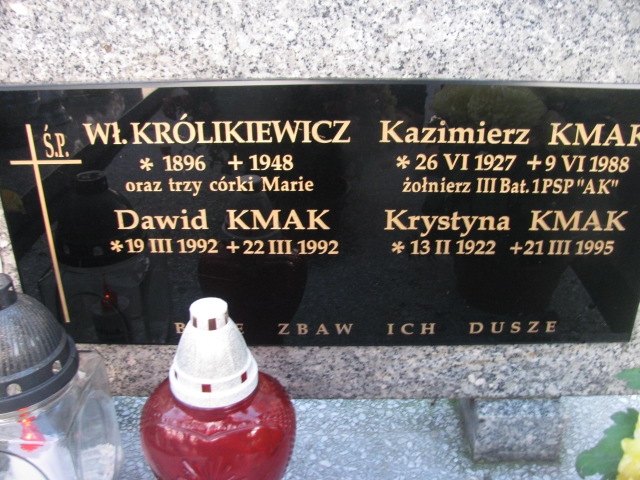 Ś.P.
WŁ. KRÓLIKIEWICZ
* 1896 + 1948
oraz trzy córki Marie
Dawid KMAK
* 19 III 1992 + 22 III 1992
Kazimierz KMAK
* 26 VI 1927 + 9 VI 1988
żołnierz III Bat. 1PSP "AK"
Krystyna KMAK
* 13 II 1922 + 21 III 1995
ZBAW ICH DUSZE